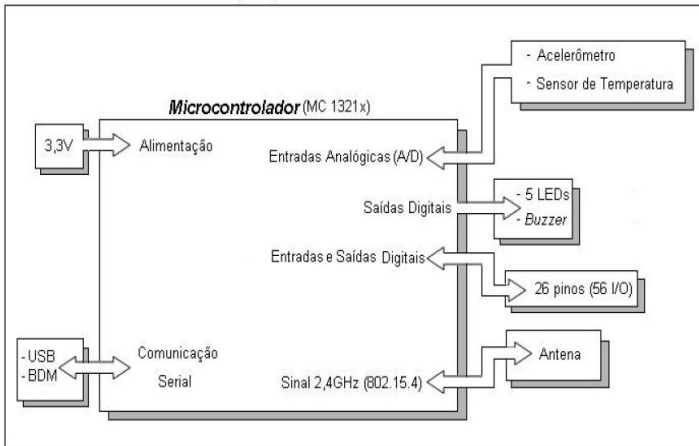 - Acelerômetro
- Sensor de Temperatura
Microcontrolador (MC 1321x)
3,3V
Alimentação
Entradas Analógicas (A/D)
Saídas Digitais
- 5 LEDs
- Buzzer
Entradas e Saídas Digitais
26 pinos (56 I/O)
- USB
- BDM
Comunicação
Serial
Sinal 2,4GHz (802.15.4)
Antena